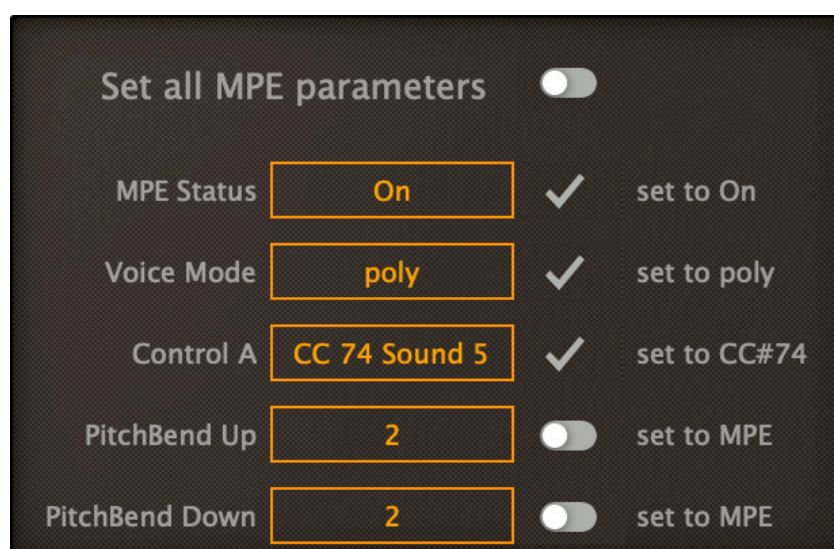 Set all MPE parameters
MPE Status On set to On
Voice Mode poly set to poly
Control A CC 74 Sound 5 set to CC#74
PitchBend Up 2 set to MPE
PitchBend Down 2 set to MPE